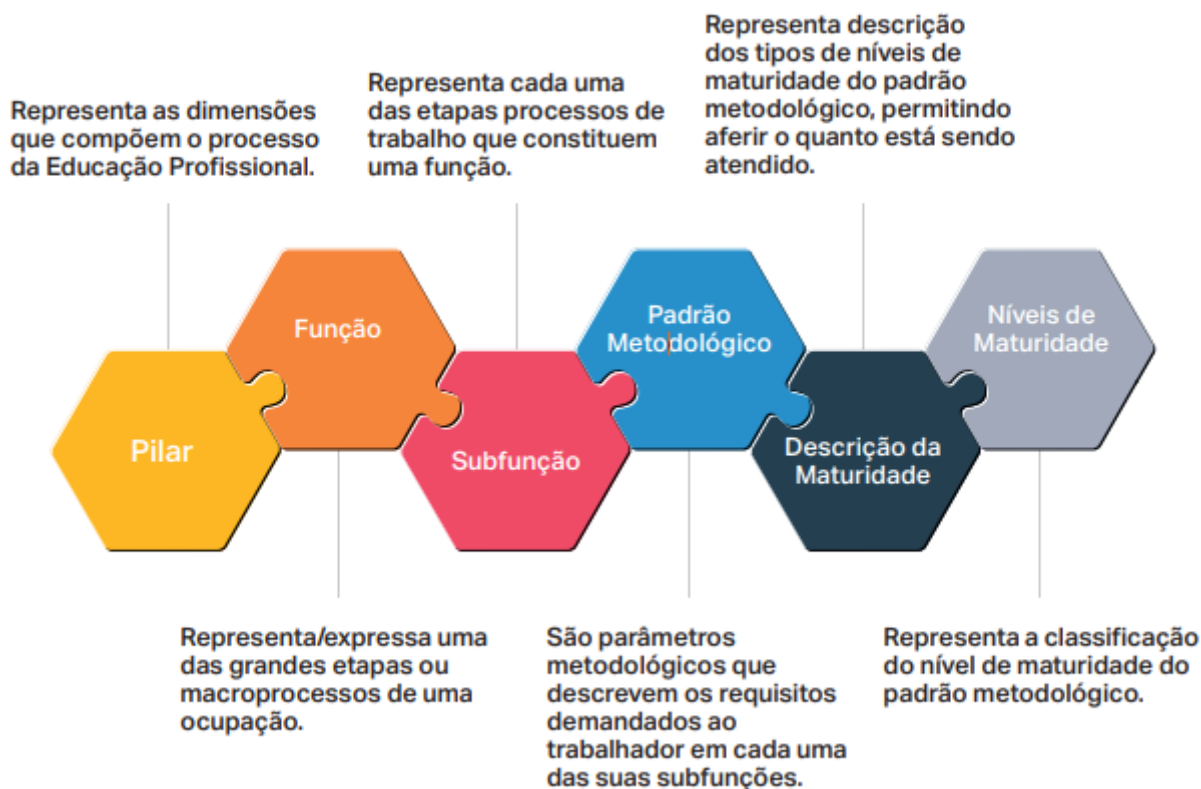 Representa as dimensões
que compõem o processo
da Educação Profissional.
Representa cada uma
das etapas processos de
trabalho que constituem
uma função.
Representa descrição
dos tipos de níveis de
maturidade do padrão
metodológico, permitindo
aferir o quanto está sendo
atendido.
Pilar
Função
Subfunção
Padrão
Metodológico
Descrição da
Maturidade
Níveis de
Maturidade
Representa/expressa uma
das grandes etapas ou
macroprocessos de uma
ocupação.
São parâmetros
metodológicos que
descrevem os requisitos
demandados ao
trabalhador em cada uma
das suas subfunções.
Representa a classificação
do nível de maturidade do
padrão metodológico.